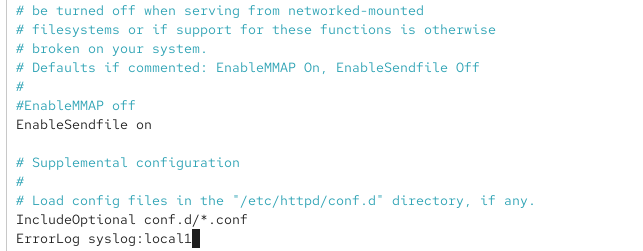 # be turned off when serving from networked-mounted
# filesystems or if support for these functions is otherwise
# broken on your system.
# Defaults if commented: EnableMMAP On, EnableSendfile Off
#
#EnableMMAP off
EnableSendfile on
# Supplemental configuration
#
# Load config files in the "/etc/httpd/conf.d" directory, if any.
IncludeOptional conf.d/*.conf
ErrorLog syslog:local1